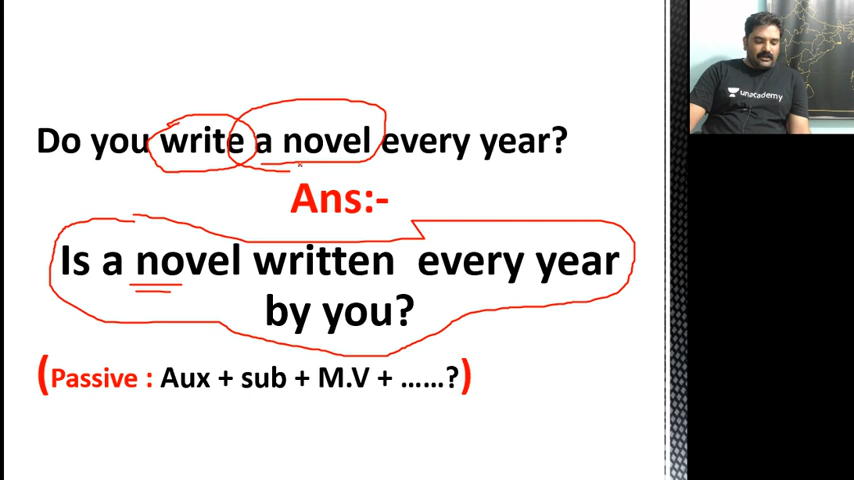 Do you write a novel every year?
Ans:-
Is a novel written every year
by you?
(Passive : Aux + sub + M.V + ......?)
unacademy